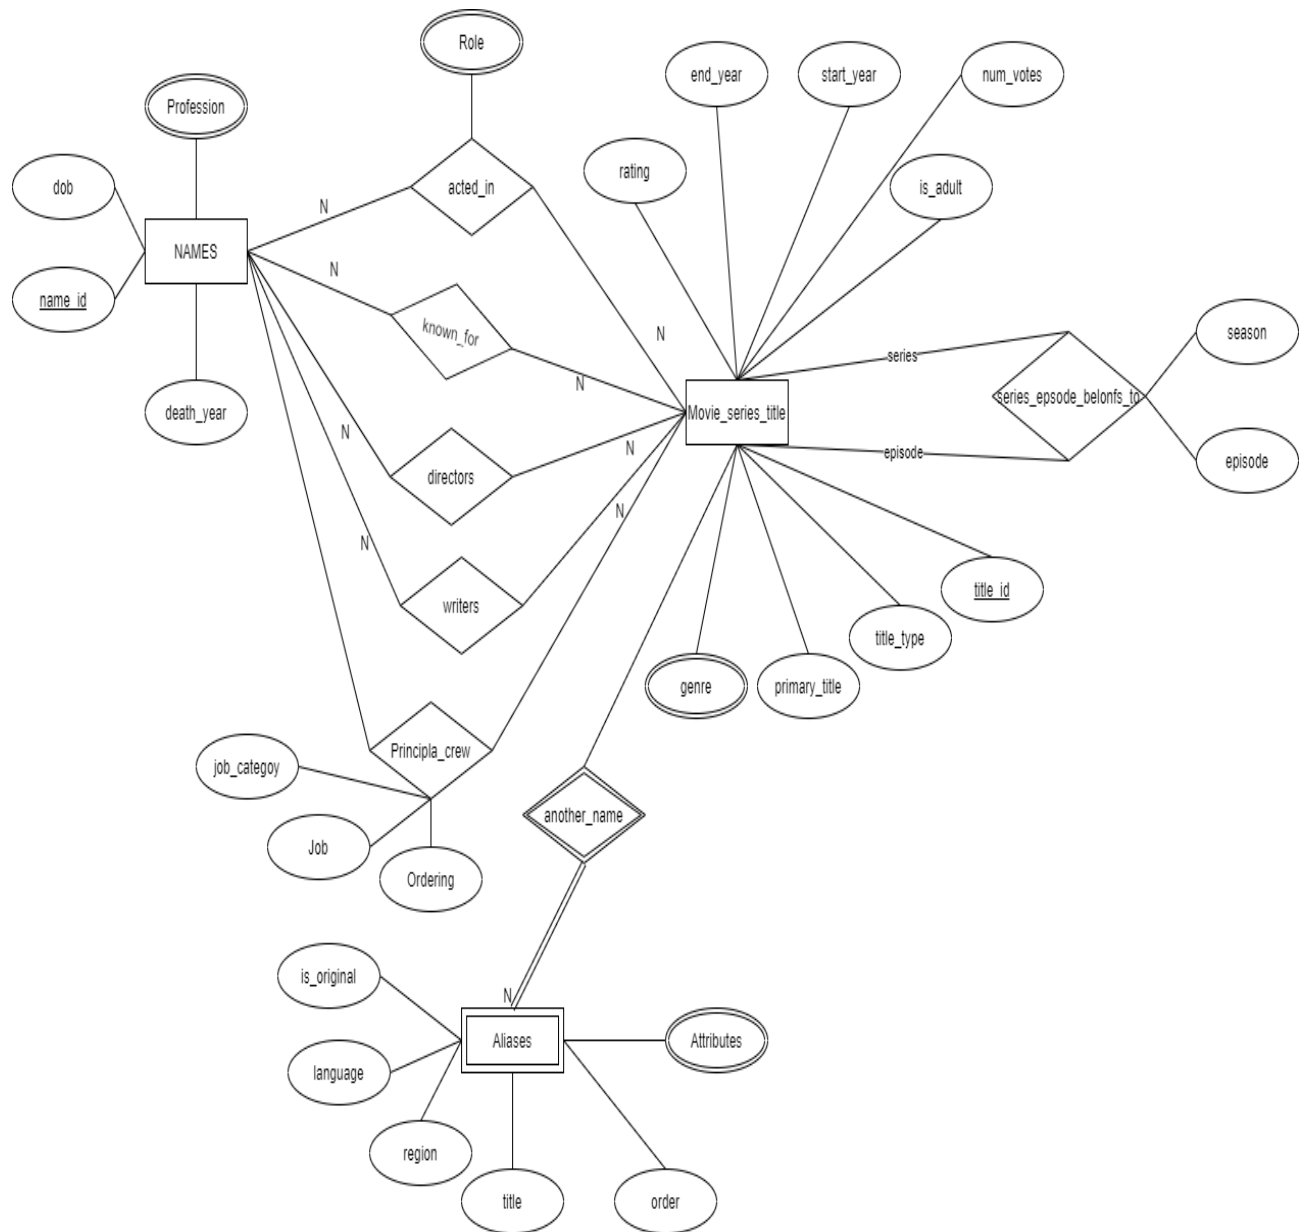 Role
end_year
start_year
num_votes
Profession
rating
is_adult
dob
acted_in
N
NAMES
N
name_id
known_for
N
season
series
N
Movie_series_title
series_epsode_belonfs_to
death_year
N
directors
N
episode
episode
N
N
writers
title_id
title_type
genre
primary_title
Principla_crew
job_categoy
another_name
Job
Ordering
is_original
N
Aliases
Attributes
language
region
title
order